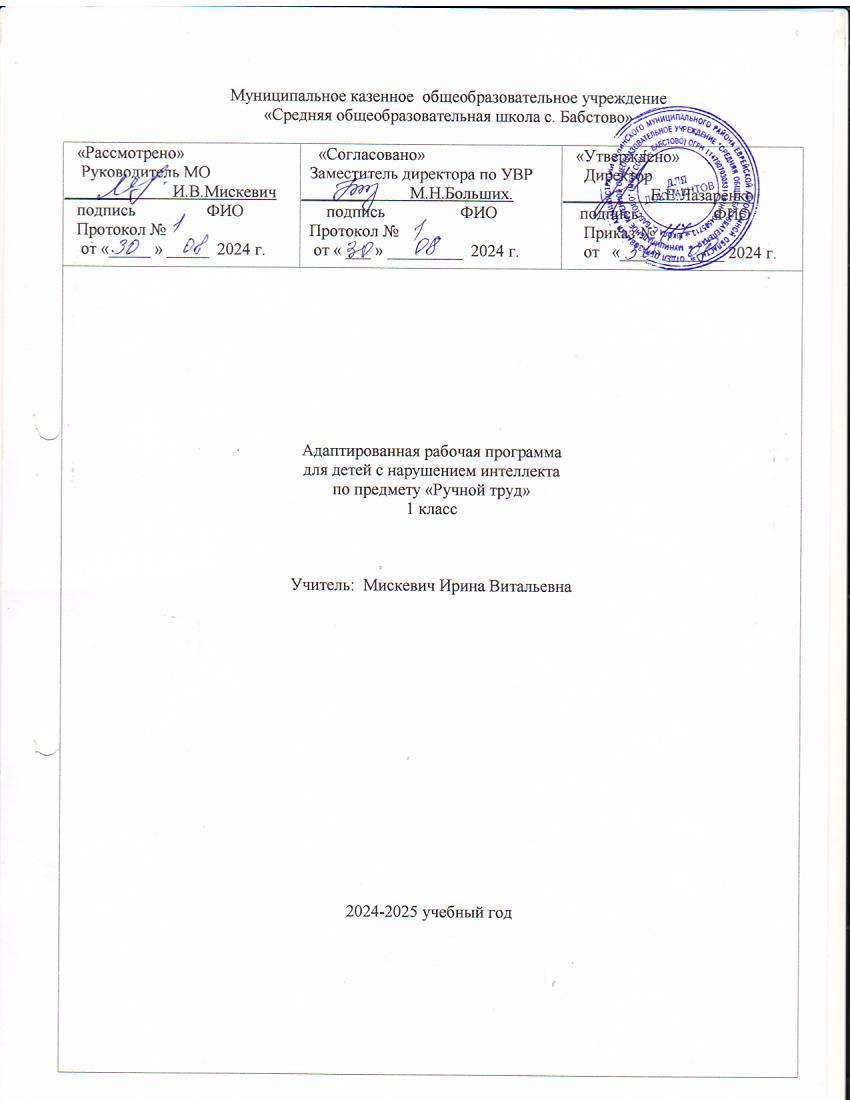 Муниципальное казенное общеобразовательное учреждение
«Средняя общеобразовательная школа с. Бабстово»
«Рассмотрено»
Руководитель МО
И.В.Мискевич
подпись ФИО
Протокол № 1
от « 30 » 08 2024 г.
«Согласовано»
Заместитель директора по УВР
М.Н.Больших.
подпись ФИО
Протокол № 1
от « 30 » 08 2024 г.
«Утверждено»
Директор
Лазаренко
подпись ФИО
Приказ №
от « 2024 г.
ДЛЯ
ДОКУМЕНТОВ
Адаптированная рабочая программа
для детей с нарушением интеллекта
по предмету «Ручной труд»
1 класс
Учитель: Мискевич Ирина Витальевна
2024-2025 учебный год